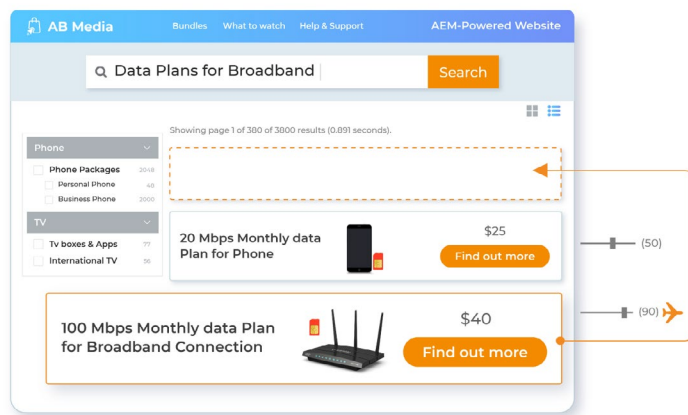 AB Media
Bundles What to watch Help & Support
AEM-Powered Website
Data Plans for Broadband
Search
Showing page 1 of 380 of 3800 results (0.891 seconds).
Phone
Phone Packages 2048
Personal Phone 48
Business Phone 2000
TV
Tv boxes & Apps 77
International TV 56
20 Mbps Monthly data
Plan for Phone
$25
Find out more
(50)
100 Mbps Monthly data Plan
for Broadband Connection
$40
Find out more
(90)